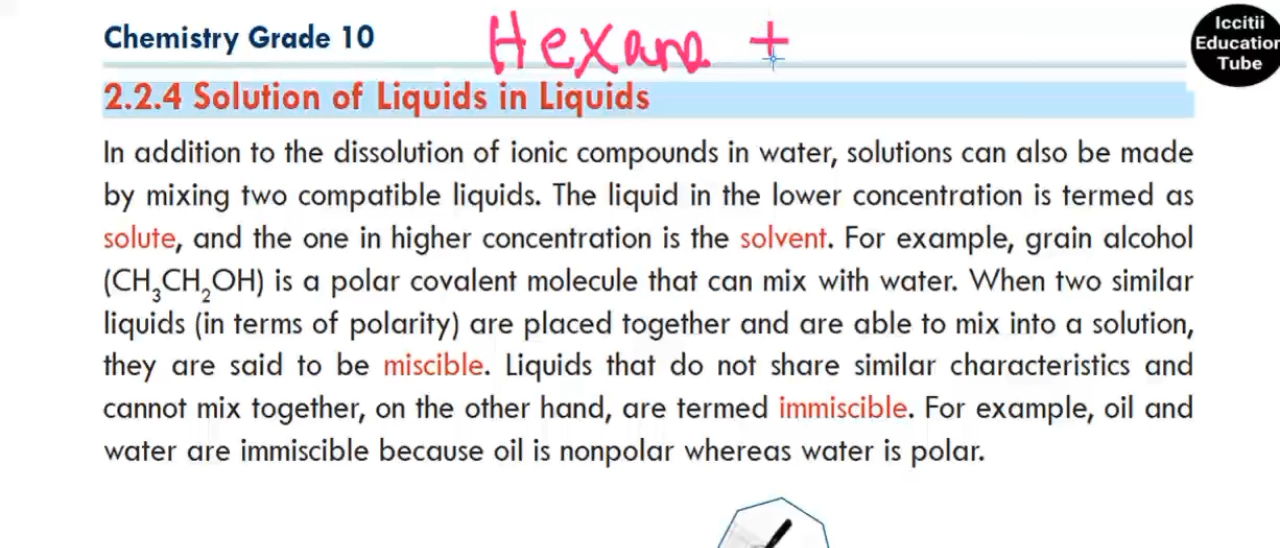 Chemistry Grade 10
Hexana +
Iccitii
Education
Tube
2.2.4 Solution of Liquids in Liquids
In addition to the dissolution of ionic compounds in water, solutions can also be made
by mixing two compatible liquids. The liquid in the lower concentration is termed as
solute, and the one in higher concentration is the solvent. For example, grain alcohol
(CH₃CH₂OH) is a polar covalent molecule that can mix with water. When two similar
liquids (in terms of polarity) are placed together and are able to mix into a solution,
they are said to be miscible. Liquids that do not share similar characteristics and
cannot mix together, on the other hand, are termed immiscible. For example, oil and
water are immiscible because oil is nonpolar whereas water is polar.